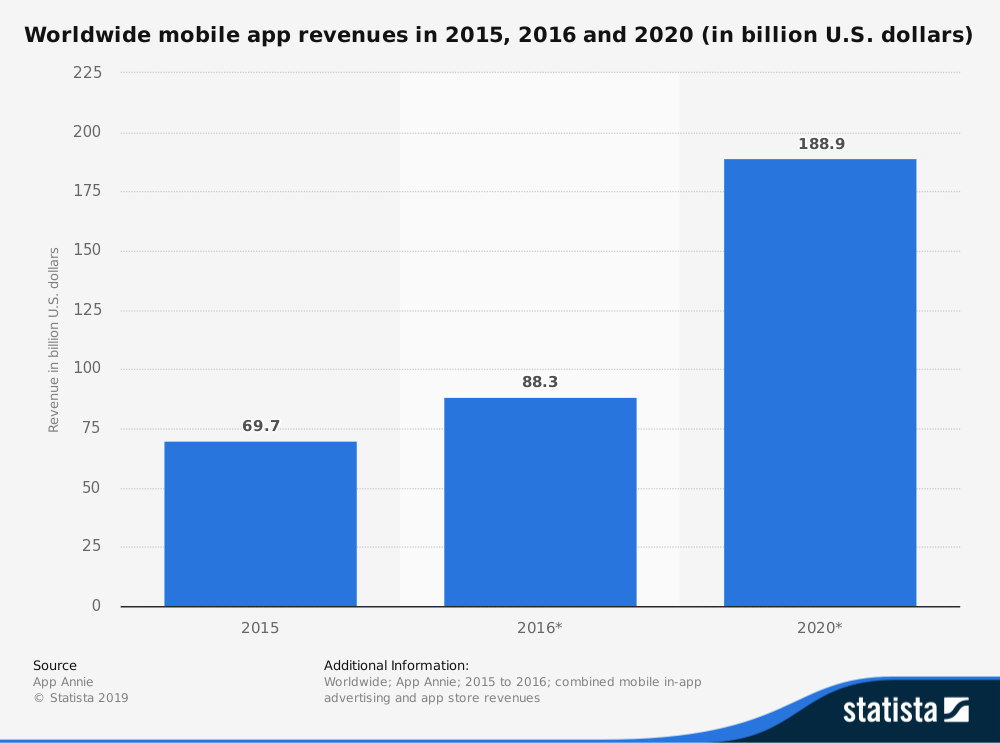 Worldwide mobile app revenues in 2015, 2016 and 2020 (in billion U.S. dollars)
225
200
175
150
125
100
75
50
25
0
Revenue in billion U.S. dollars
69.7
88.3
188.9
2015
2016*
2020*
Source
App Annie
© Statista 2019
Additional Information:
Worldwide; App Annie; 2015 to 2016; combined mobile in-app
advertising and app store revenues
statista